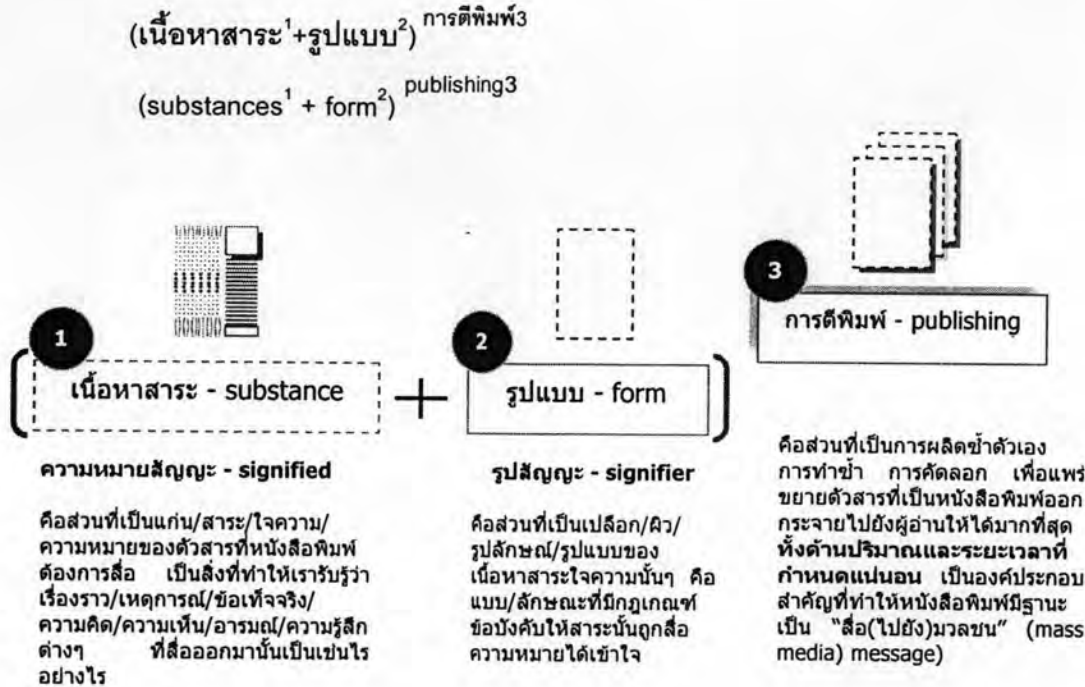 (เนื้อหาสาระ¹+รูปแบบ²) การตีพิมพ์3
(substances¹ + form²) publishing3
1
เนื้อหาสาระ - substance
+
2
รูปแบบ - form
3
การตีพิมพ์ - publishing
ความหมายสัญญะ - signified
คือส่วนที่เป็นแก่น/สาระ/ใจความ/
ความหมายของตัวสารที่หนังสือพิมพ์
ต้องการสื่อ เป็นสิ่งที่ทำให้เรารับรู้ว่า
เรื่องราว/เหตุการณ์/ข้อเท็จจริง/
ความคิด/ความเห็น/อารมณ์/ความรู้สึก
ต่างๆ ที่สื่อออกมานั้นเป็นเช่นไร
อย่างไร
รูปสัญญะ - signifier
คือส่วนที่เป็นเปลือก/ผิว/
รูปลักษณ์/รูปแบบของ
เนื้อหาสาระใจความนั้นๆ คือ
แบบ/ลักษณะที่มีกฎเกณฑ์
ข้อบังคับให้สาระนั้นถูกสื่อ
ความหมายได้เข้าใจ
คือส่วนที่เป็นการผลิตซ้ำตัวเอง
การทำซ้ำ การคัดลอก เพื่อแพร่
ขยายตัวสารที่เป็นหนังสือพิมพ์ออก
กระจายไปยังผู้อ่านให้ได้มากที่สุด
ทั้งด้านปริมาณและระยะเวลาที่
กำหนดแน่นอน เป็นองค์ประกอบ
สำคัญที่ทำให้หนังสือพิมพ์มีฐานะ
เป็น "สื่อ(ไปยัง)มวลชน" (mass
media) message)